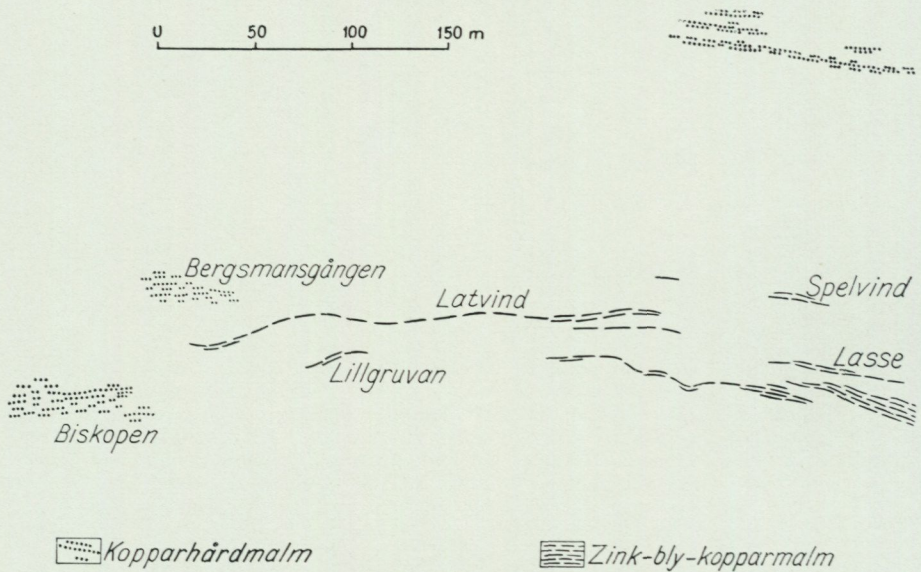 0 50 100 150 m
Bergsmansgången
Latvind
Spelvind
Lillgruvan
Lasse
Biskopen
Kopparhårdmalm
Zink-bly-kopparmalm